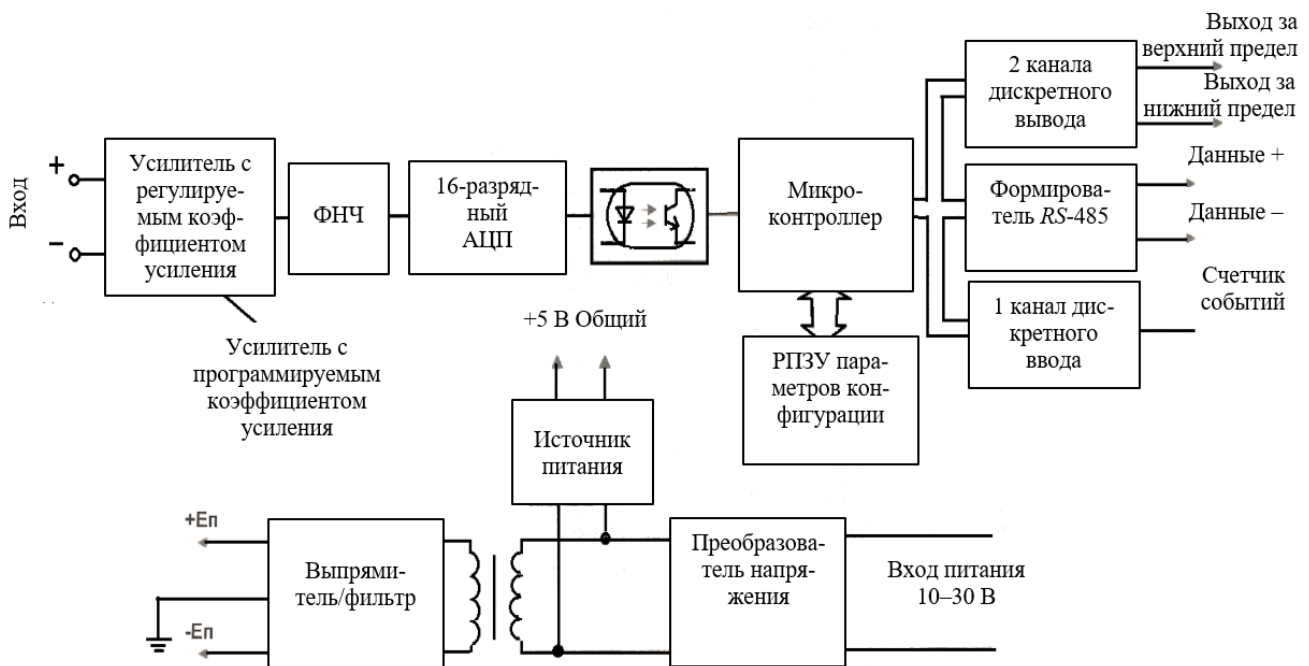 Вход
+
–
Усилитель с
регулируе-
мым коэф-
фициентом
усиления
ФНЧ
16-разряд-
ный
АЦП
Микро-
контроллер
2 канала
дискретного
вывода
Выход за
верхний предел
Выход за
нижний предел
Формирова-
тель RS-485
Данные +
Данные –
1 канал дис-
кретного
ввода
Счетчик
событий
РПЗУ пара-
метров кон-
фигурации
Усилитель с
программируемым
коэффициентом
усиления
+5 В Общий
Источник
питания
+Еп
-Еп
Выпрями-
тель/фильтр
Преобразова-
тель напря-
жения
Вход питания
10–30 В